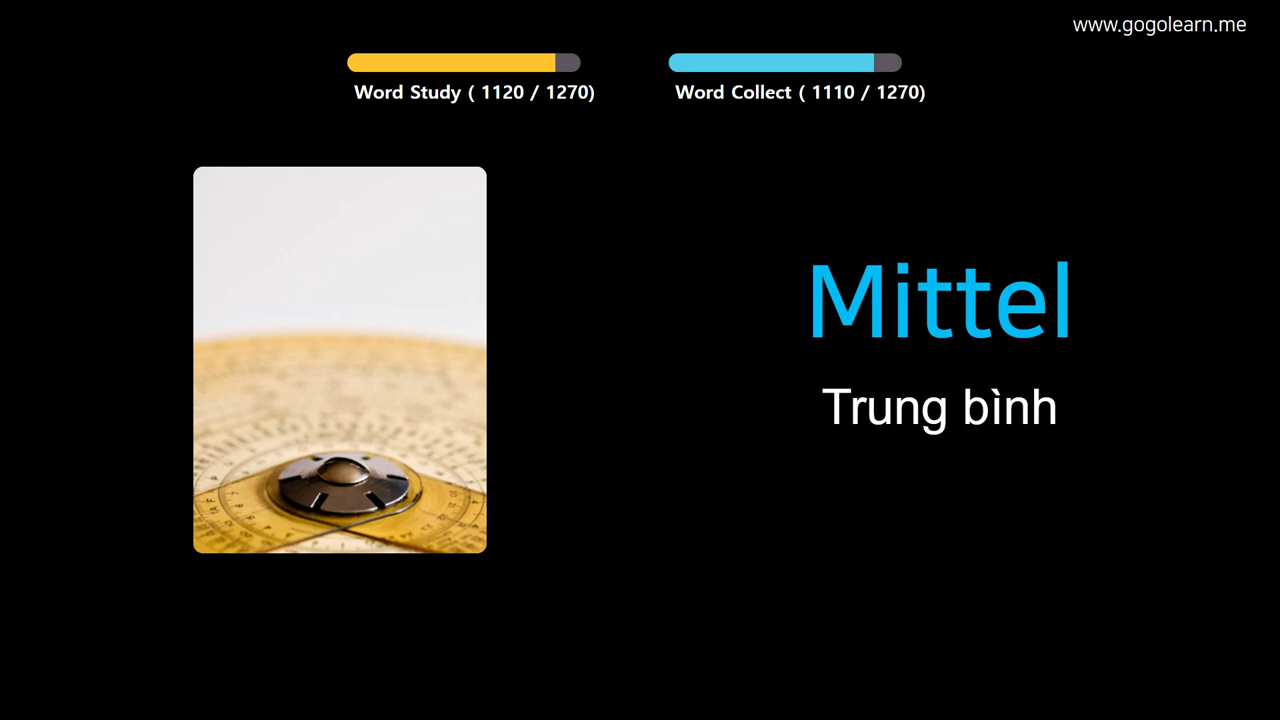 www.gogolearn.me
Word Study ( 1120 / 1270)
Word Collect ( 1110 / 1270)
Mittel
Trung bình